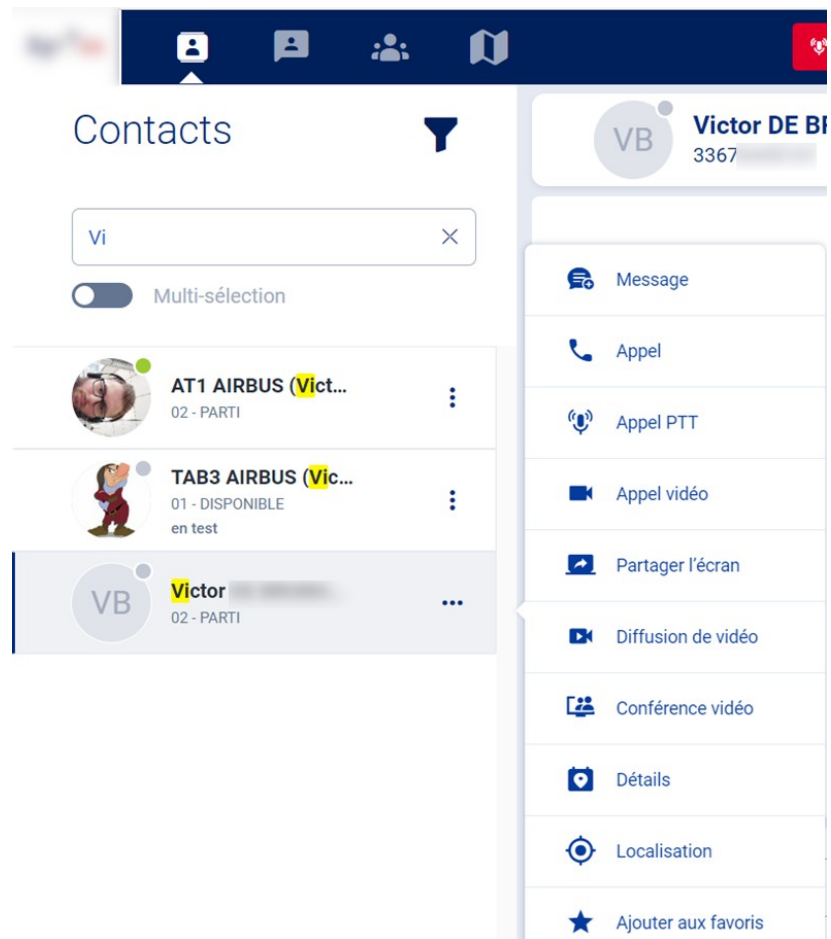 Contacts
Vi
Multi-sélection
AT1 AIRBUS (Vict...
02 - PARTI
TAB3 AIRBUS (Vic...
01 - DISPONIBLE
en test
VB
Victor
02 - PARTI
VB
Victor DE
3367
Message
Appel
Appel PTT
Appel vidéo
Partager l'écran
Diffusion de vidéo
Conférence vidéo
Détails
Localisation
Ajouter aux favoris